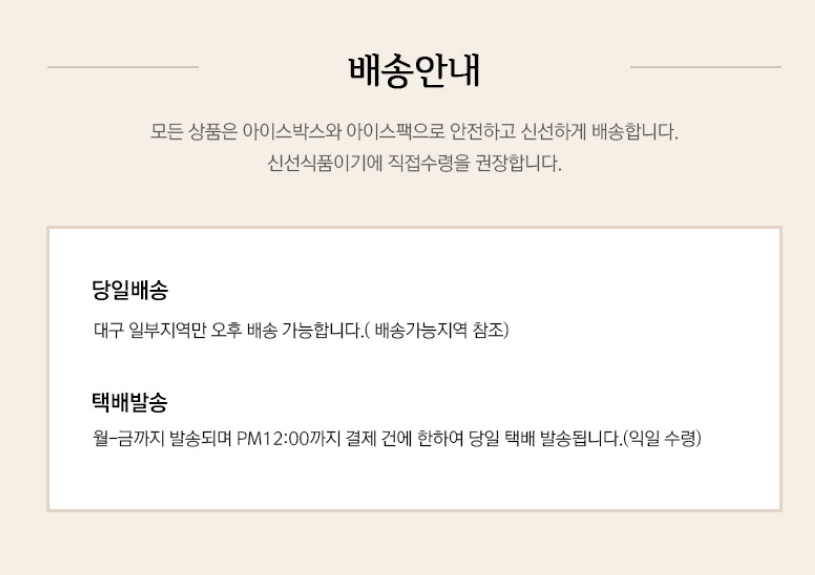 배송안내
모든 상품은 아이스박스와 아이스팩으로 안전하고 신선하게 배송합니다.
신선식품이기에 직접수령을 권장합니다.
당일배송
대구 일부지역만 오후 배송 가능합니다.( 배송가능지역 참조)
택배발송
월-금까지 발송되며 PM12:00까지 결제 건에 한하여 당일 택배 발송됩니다.(익일 수령)